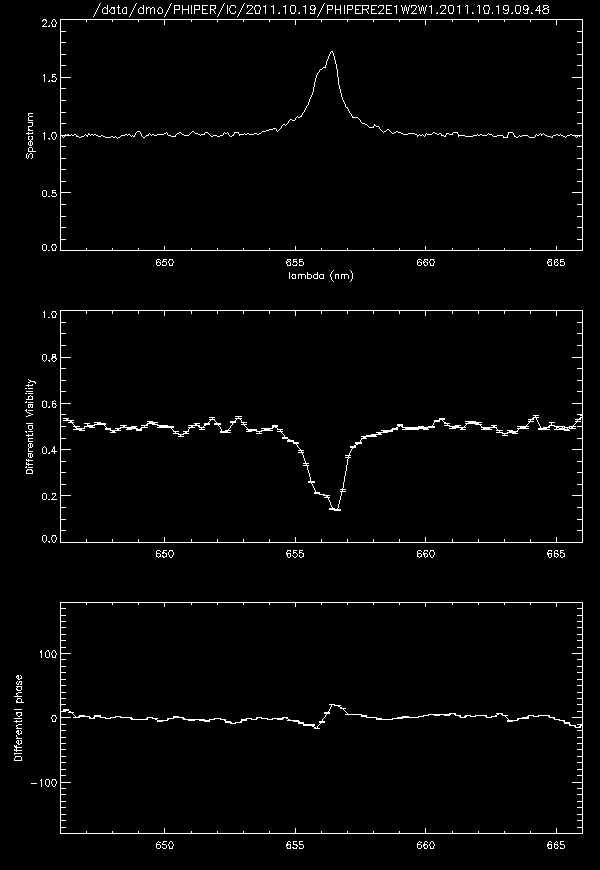 /data/dmo/PHIPER/IC/2011.10.19/PHIPERE2E1W2W1.2011.10.19.09.48
2.0
1.5
1.0
0.5
0.0
Spectrum
650 655 660 665
lambda (nm)
1.0
0.8
0.6
0.4
0.2
0.0
Differential Visibility
650 655 660 665
100
0
-100
Differential phase
650 655 660 665